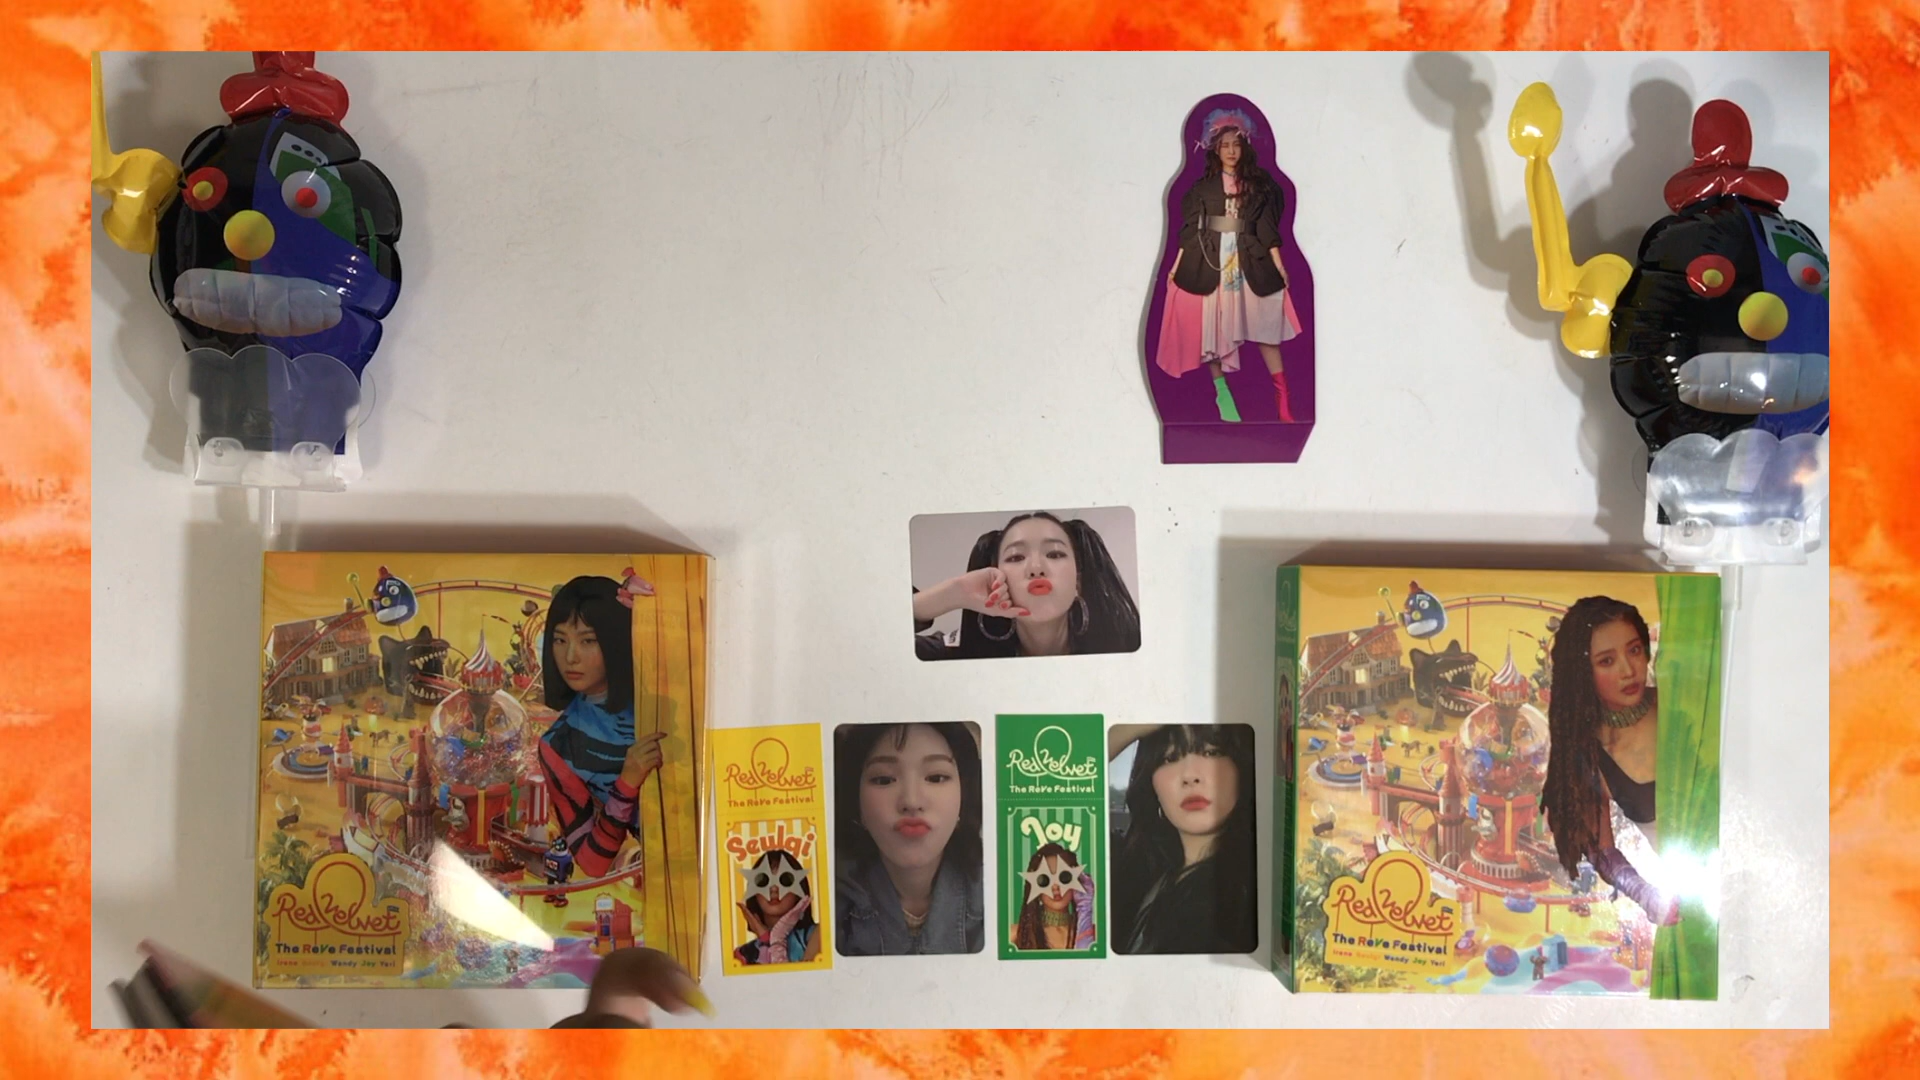 Red Velvet
The ReVe Festival
Irene Seulgi Wendy Joy Yeri
Red Velvet
The ReVe Festival
Seulgi
Red Velvet
The ReVe Festival
Joy
Red Velvet
The ReVe Festival
Irene Seulgi Wendy Joy Yeri